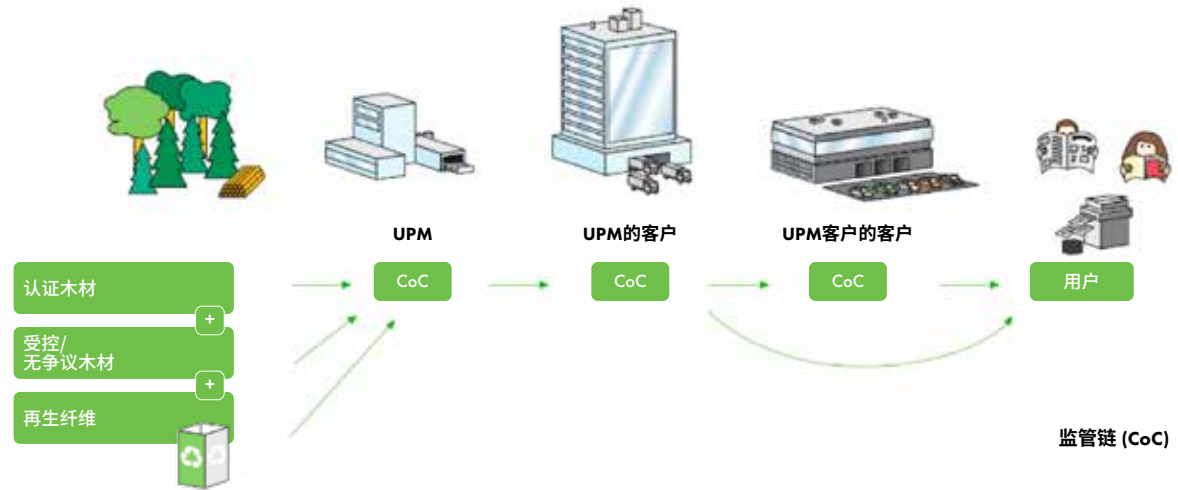 UPM
UPM的客户
UPM客户的客户
认证木材
CoC
CoC
CoC
用户
+
受控/
无争议木材
+
再生纤维
监管链 (CoC)